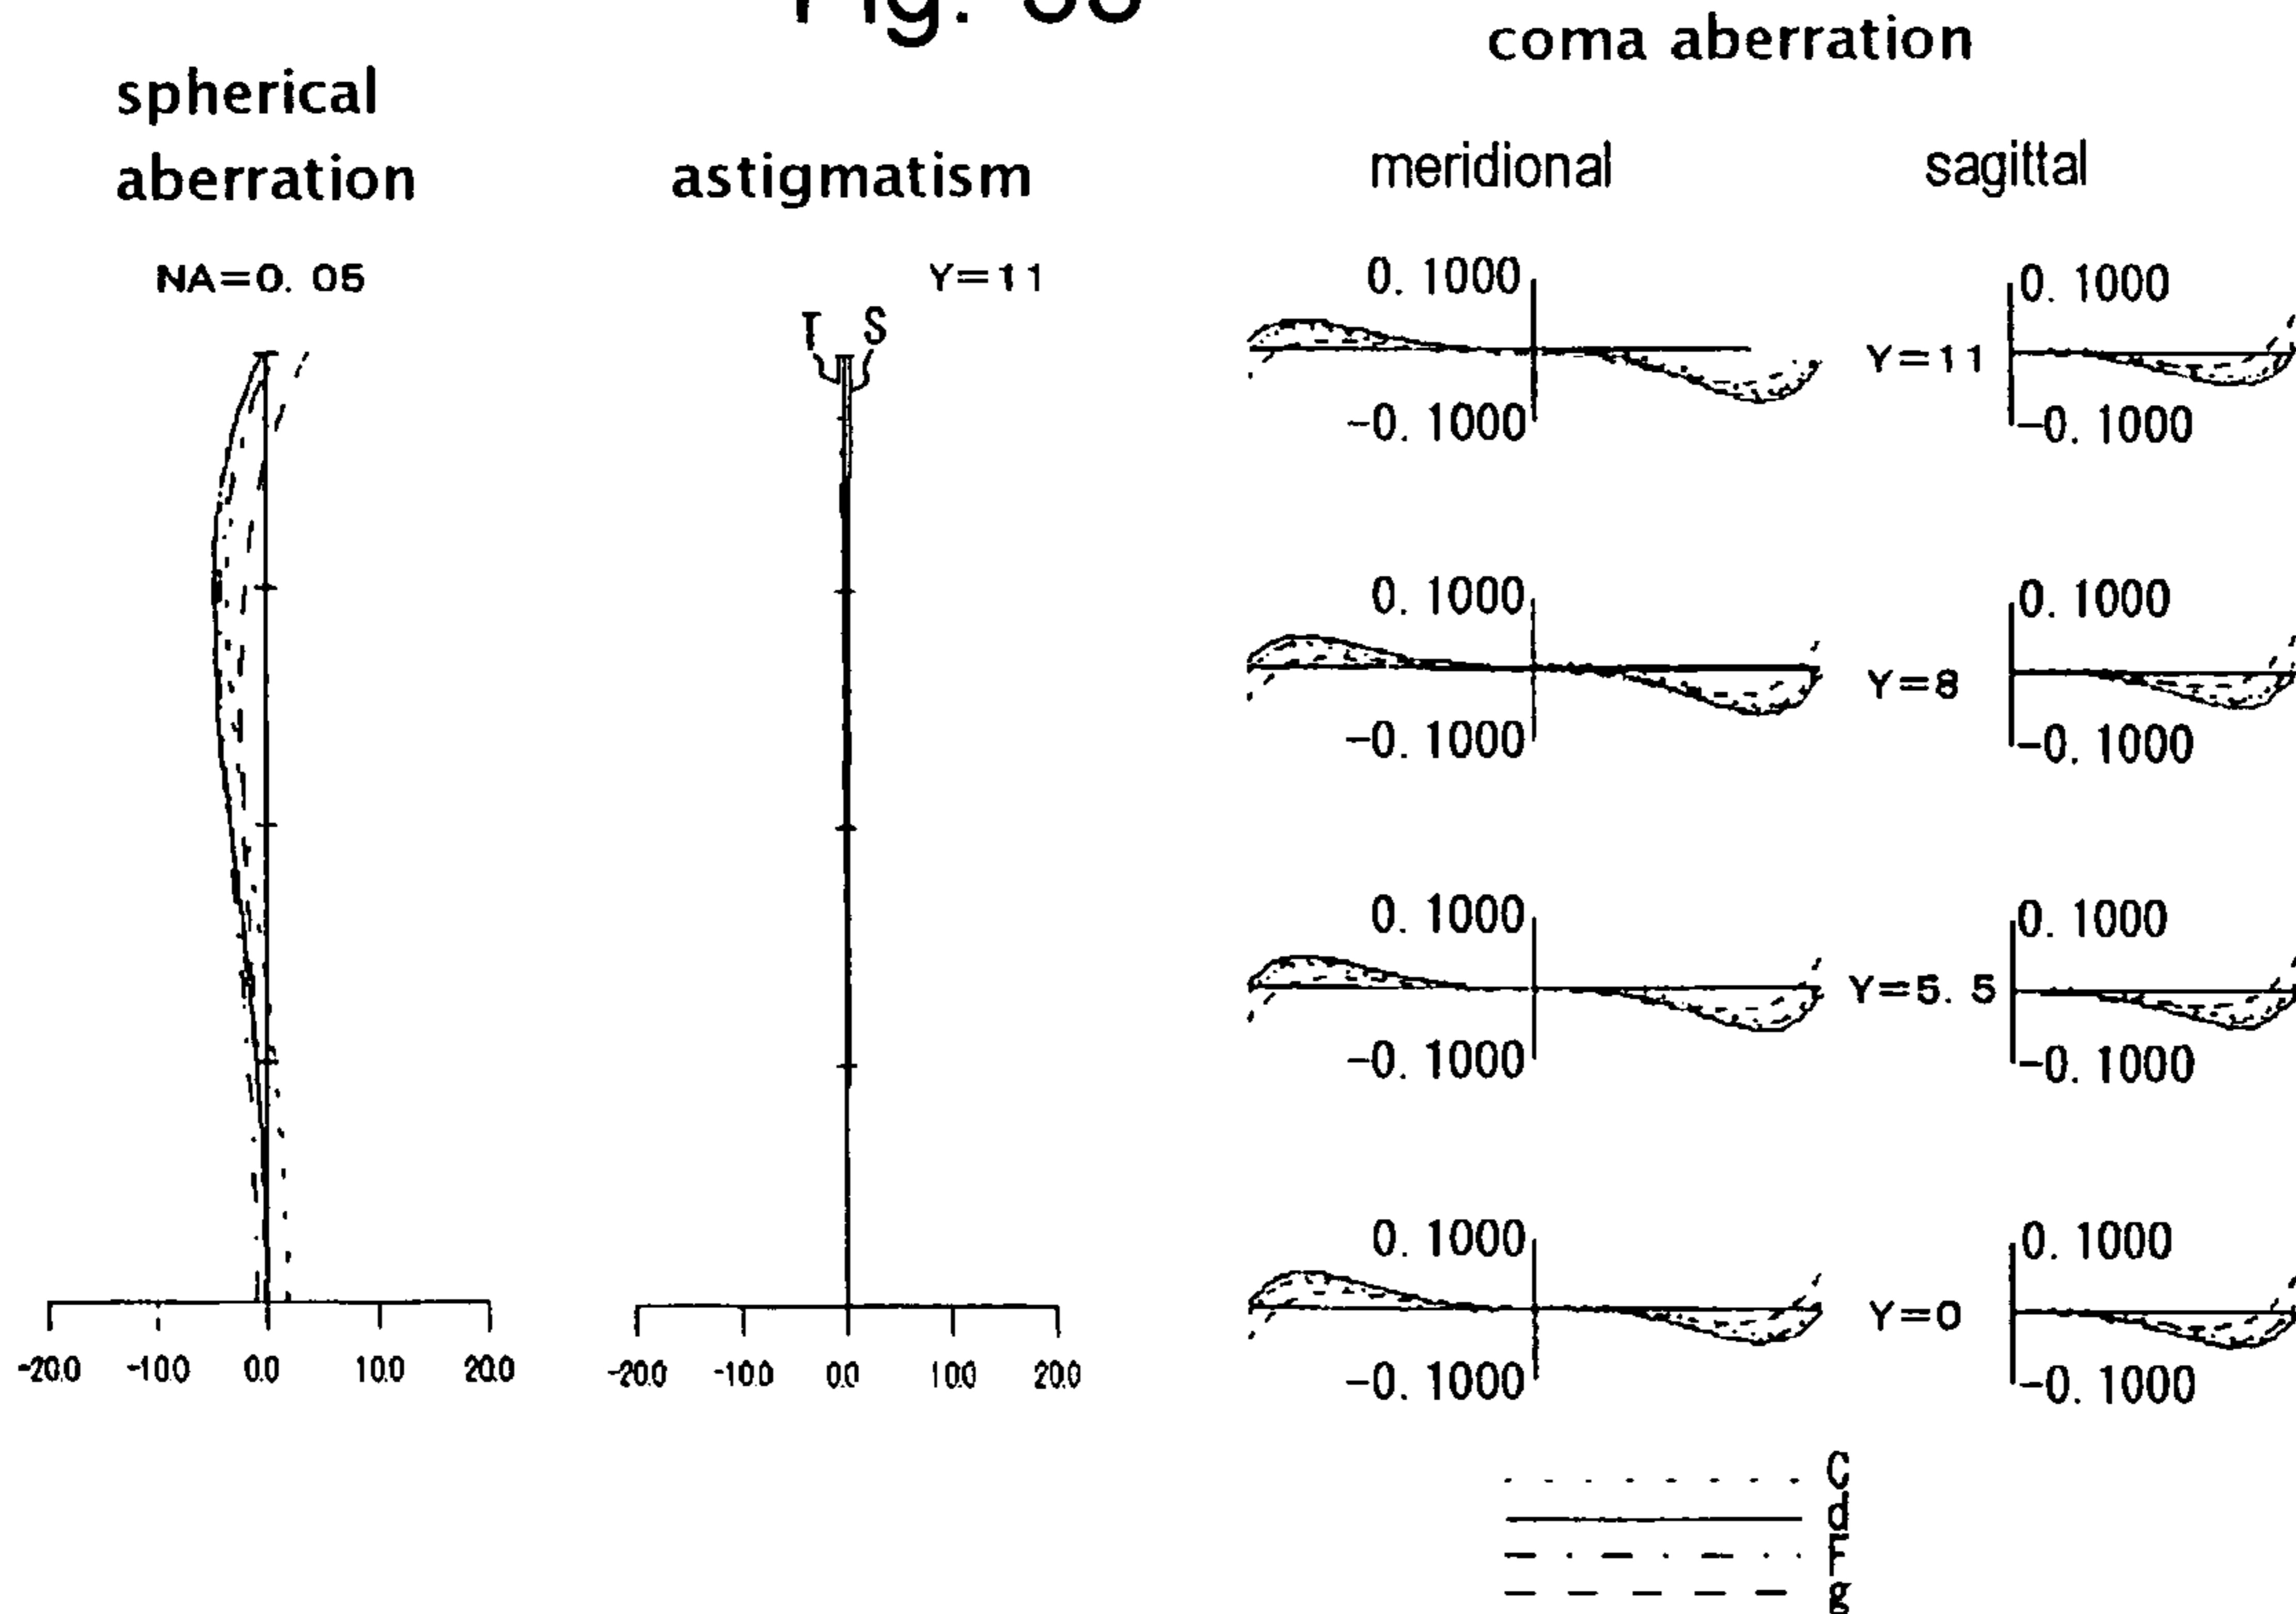 coma aberration
spherical
aberration
astigmatism
meridional
sagittal
NA=0. 05
Y=11
T S
0. 1000
-0. 1000
Y=11
0. 1000
-0. 1000
0. 1000
-0. 1000
Y=8
0. 1000
-0. 1000
0. 1000
-0. 1000
Y=5. 5
0. 1000
-0. 1000
0. 1000
-0. 1000
Y=0
0. 1000
-0. 1000
-20.0 -10.0 0.0 10.0 20.0
-20.0 -10.0 0.0 10.0 20.0
C
d
F
g